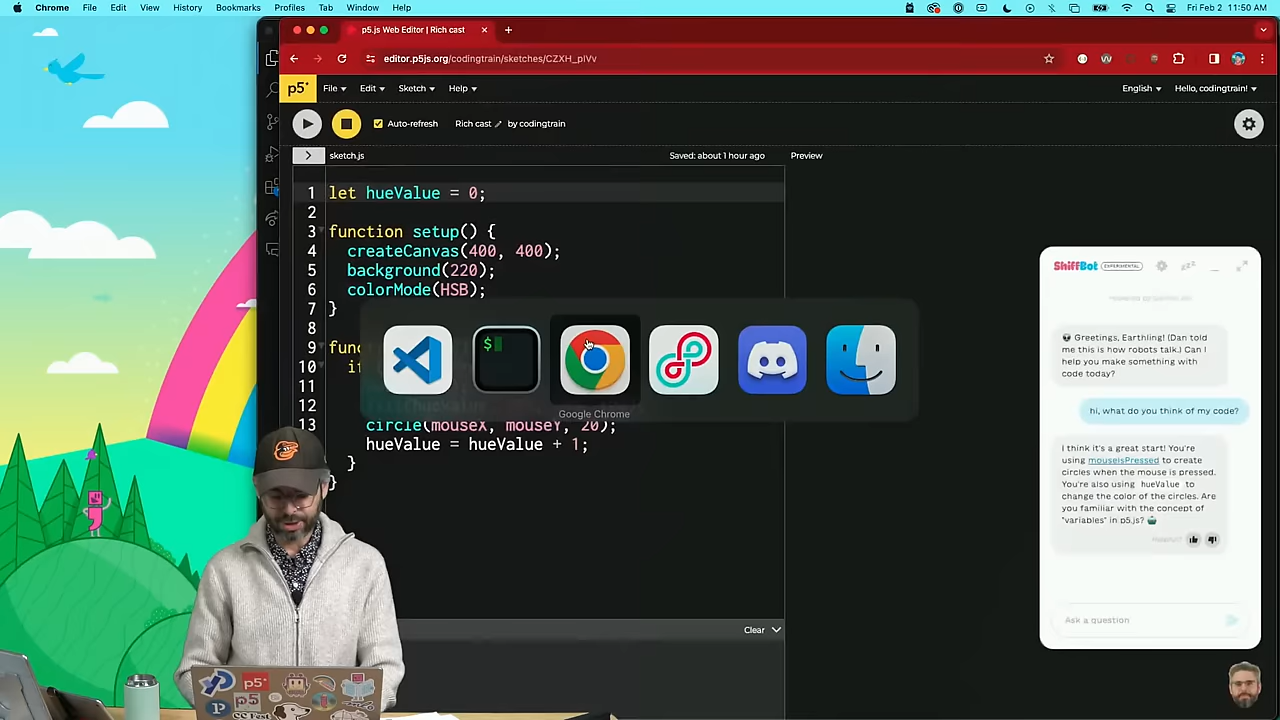 Chrome File Edit View History Bookmarks Profiles Tab Window Help Fri Feb 2 11:50 AM
p5.js Web Editor | Rich cast
editor.p5js.org/codingtrain/sketches/CZXH_plVv
p5* File Edit Sketch Help English Hello, codingtrain!
Auto-refresh Rich cast by codingtrain
sketch.js Saved: about 1 hour ago Preview
1 let hueValue = 0;
2
3 function setup() {
4 createCanvas(400, 400);
5 background(220);
6 colorMode(HSB);
7 }
8
9 func
10 if
11
12
13 circle(mouseX, mouseY, 20);
hueValue = hueValue + 1;
}
}
$
Google Chrome
Clear
ShiffBot EXPERIMENTAL
Greetings, Earthling! (Dan told
me this is how robots talk.) Can I
help you make something with
code today?
hi, what do you think of my code?
I think it's a great start! You're
using mouseIsPressed to create
circles when the mouse is pressed.
You're also using hueValue to
change the color of the circles. Are
you familiar with the concept of
"variables" in p5.js?
Ask a question
p5*
CC Fest